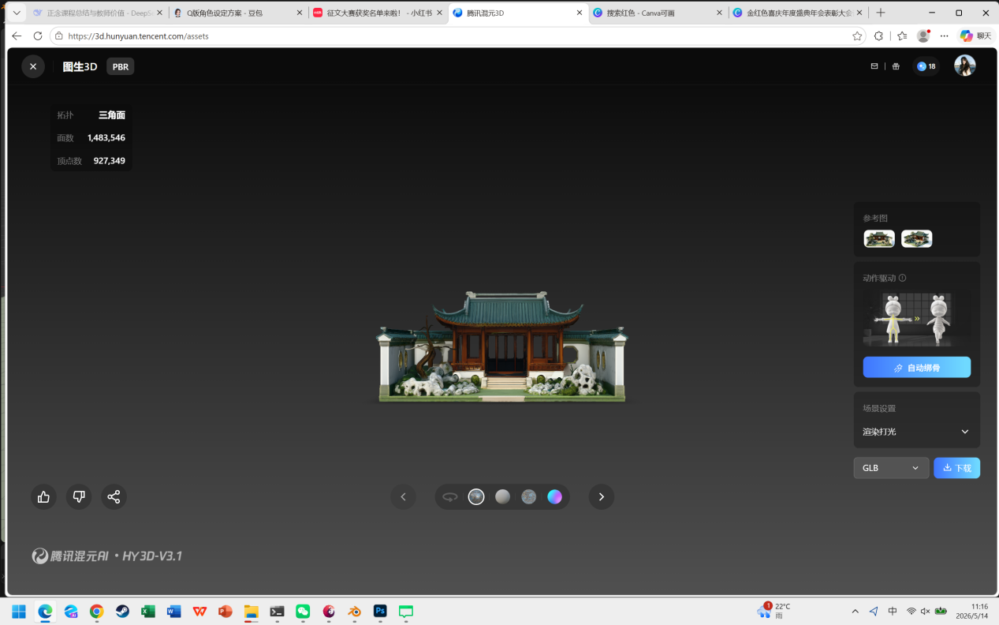 正念课程总结与教师价值 - DeepSe
Q版角色设定方案 - 豆包
征文大赛获奖名单来啦! - 小红书
腾讯混元3D
搜索红色 - Canva可画
金红色喜庆年度盛典年会表彰大会
https://3d.hunyuan.tencent.com/assets
聊天
图生3D
PBR
18
拓扑 三角面
面数 1,483,546
顶点数 927,349
参考图
动作驱动
自动绑骨
场景设置
渲染打光
GLB
下载
腾讯混元AI · HY3D-V3.1
1
22°C
雨
中
11:16
2026/5/14